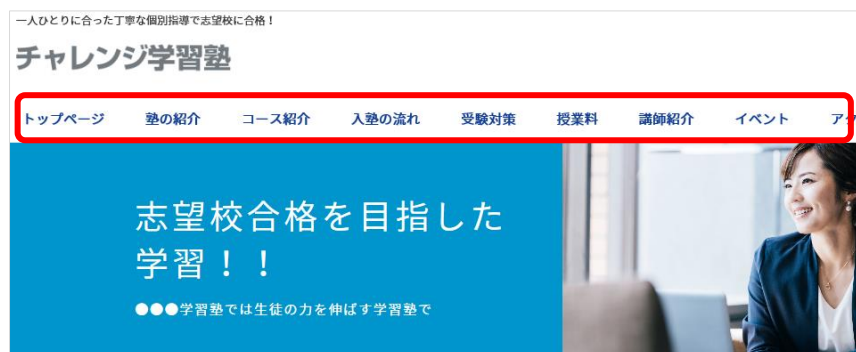 一人ひとりに合った丁寧な個別指導で志望校に合格！
チャレンジ学習塾
トップページ 塾の紹介 コース紹介 入塾の流れ 受験対策 授業料 講師紹介 イベント
志望校合格を目指した
学習！！
●●●学習塾では生徒の力を伸ばす学習塾で